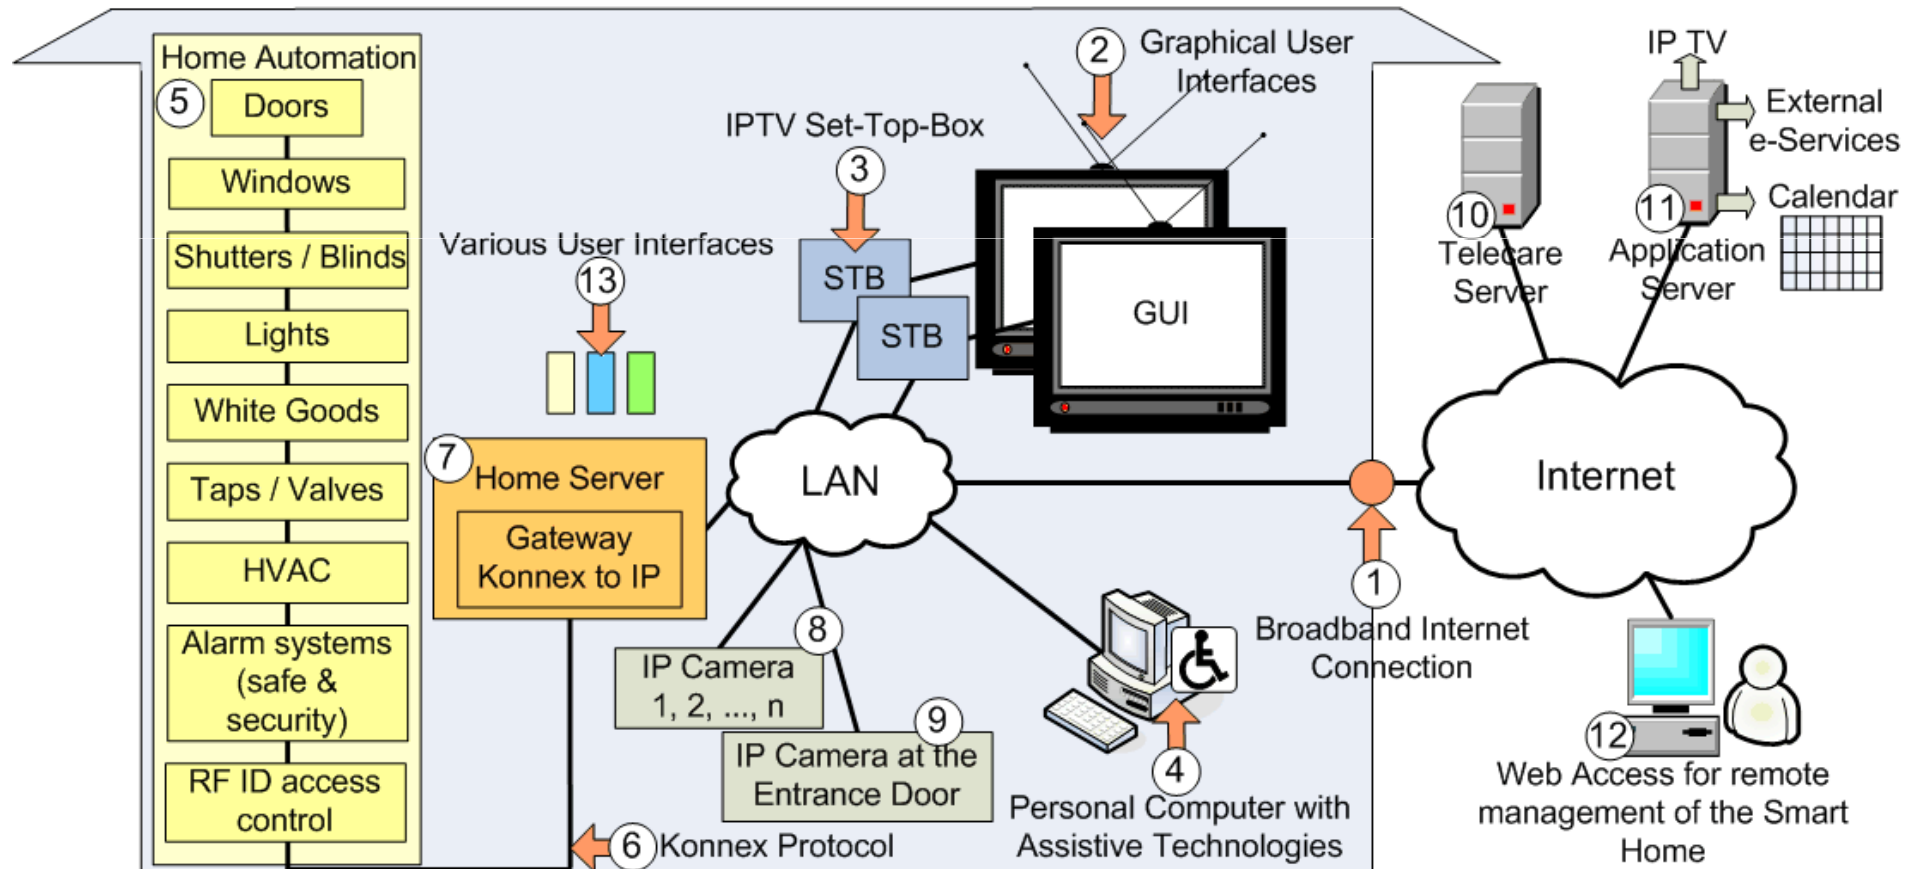 Home Automation
5
Doors
Windows
Shutters / Blinds
Lights
White Goods
Taps / Valves
HVAC
Alarm systems
(safe &
security)
RF ID access
control
Various User Interfaces
13
7
Home Server
Gateway
Konnex to IP
6
Konnex Protocol
IPTV Set-Top-Box
3
STB
STB
2
Graphical User
Interfaces
GUI
LAN
8
IP Camera
1, 2, ..., n
9
IP Camera at the
Entrance Door
4
Personal Computer with
Assistive Technologies
1
Broadband Internet
Connection
10
Telecare
Server
IP TV
External
e-Services
Calendar
11
Application
Server
Internet
12
Web Access for remote
management of the Smart
Home